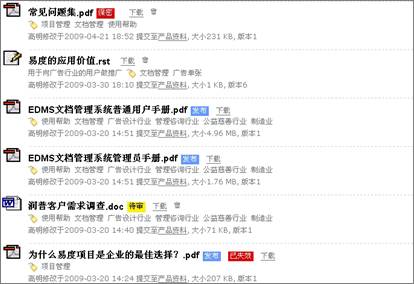 常见问题集.pdf 保密 下载
项目管理 文档管理 使用帮助
高明修改于2009-04-21 18:52 提交至产品资料, 大小231 KB, 版本1
易度的应用价值.rst 下载
用于向广告行业的用户做推广 文档管理 广告单张
高明修改于2009-03-30 18:10 提交至产品资料, 大小1 KB, 版本6
EDMS文档管理系统普通用户手册.pdf 发布 下载
使用帮助 文档管理 广告设计行业 管理咨询行业 公益慈善行业 制造业
高明修改于2009-03-20 14:51 提交至产品资料, 大小4.96 MB, 版本1
EDMS文档管理系统管理员手册.pdf 发布 下载
使用帮助 文档管理 广告设计行业 管理咨询行业 公益慈善行业 制造业
高明修改于2009-03-20 14:51 提交至产品资料, 大小1.76 MB, 版本1
润普客户需求调查.doc 待审 下载
使用帮助 文档管理 广告设计行业 管理咨询行业 公益慈善行业 制造业
高明修改于2009-03-20 14:40 提交至产品资料, 大小71 KB, 版本1
为什么易度项目是企业的最佳选择？.pdf 发布 已失效 下载
项目管理
高明修改于2009-03-20 14:24 提交至产品资料, 大小207 KB, 版本1